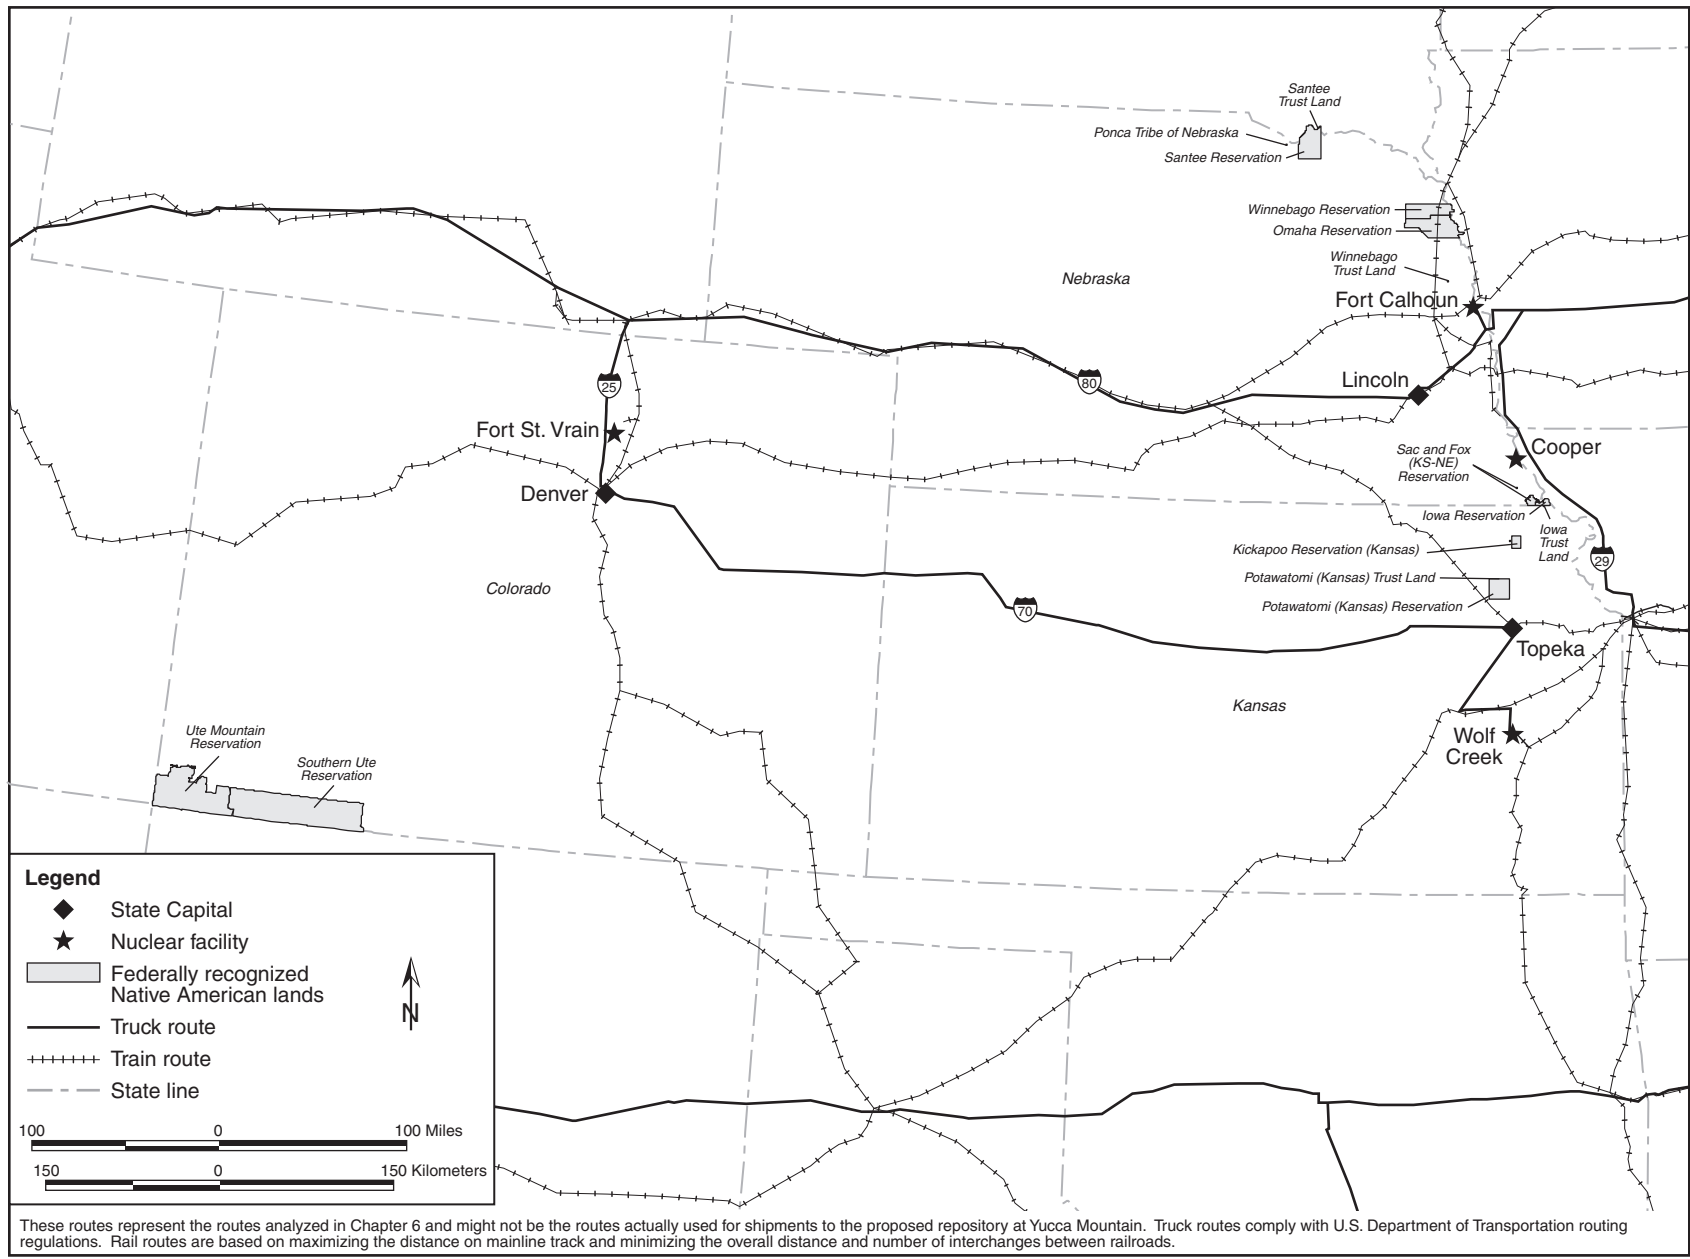 Santee
Trust Land
Ponca Tribe of Nebraska
Santee Reservation
Winnebago Reservation
Omaha Reservation
Winnebago
Trust Land
Nebraska
Fort Calhoun
25
80
Lincoln
Fort St. Vrain
Cooper
Sac and Fox
(KS-NE)
Reservation
Denver
Iowa Reservation
Iowa
Trust
Land
Kickapoo Reservation (Kansas)
29
Potawatomi (Kansas) Trust Land
Colorado
70
Potawatomi (Kansas) Reservation
Topeka
Kansas
Ute Mountain
Reservation
Wolf
Creek
Southern Ute
Reservation
Legend
State Capital
Nuclear facility
Federally recognized
Native American lands
Truck route
Train route
State line
N
100 0 100 Miles
150 0 150 Kilometers
These routes represent the routes analyzed in Chapter 6 and might not be the routes actually used for shipments to the proposed repository at Yucca Mountain. Truck routes comply with U.S. Department of Transportation routing
regulations. Rail routes are based on maximizing the distance on mainline track and minimizing the overall distance and number of interchanges between railroads.